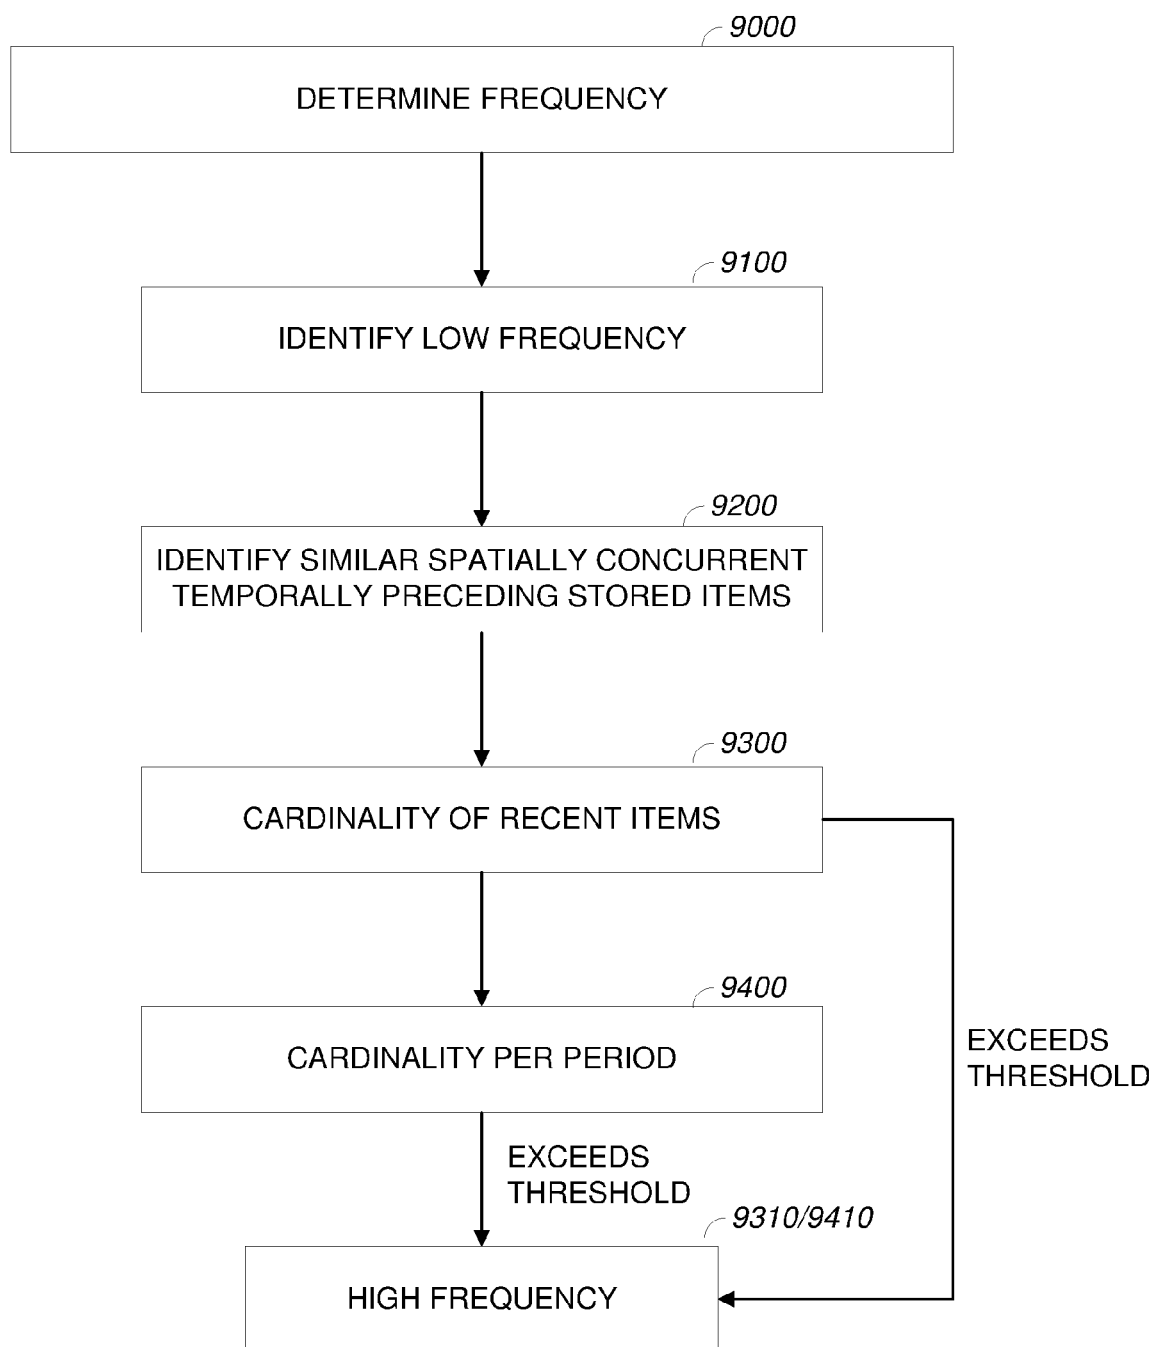 9000
DETERMINE FREQUENCY
9100
IDENTIFY LOW FREQUENCY
9200
IDENTIFY SIMILAR SPATIALLY CONCURRENT
TEMPORALLY PRECEDING STORED ITEMS
9300
CARDINALITY OF RECENT ITEMS
9400
CARDINALITY PER PERIOD
EXCEEDS
THRESHOLD
EXCEEDS
THRESHOLD
9310/9410
HIGH FREQUENCY